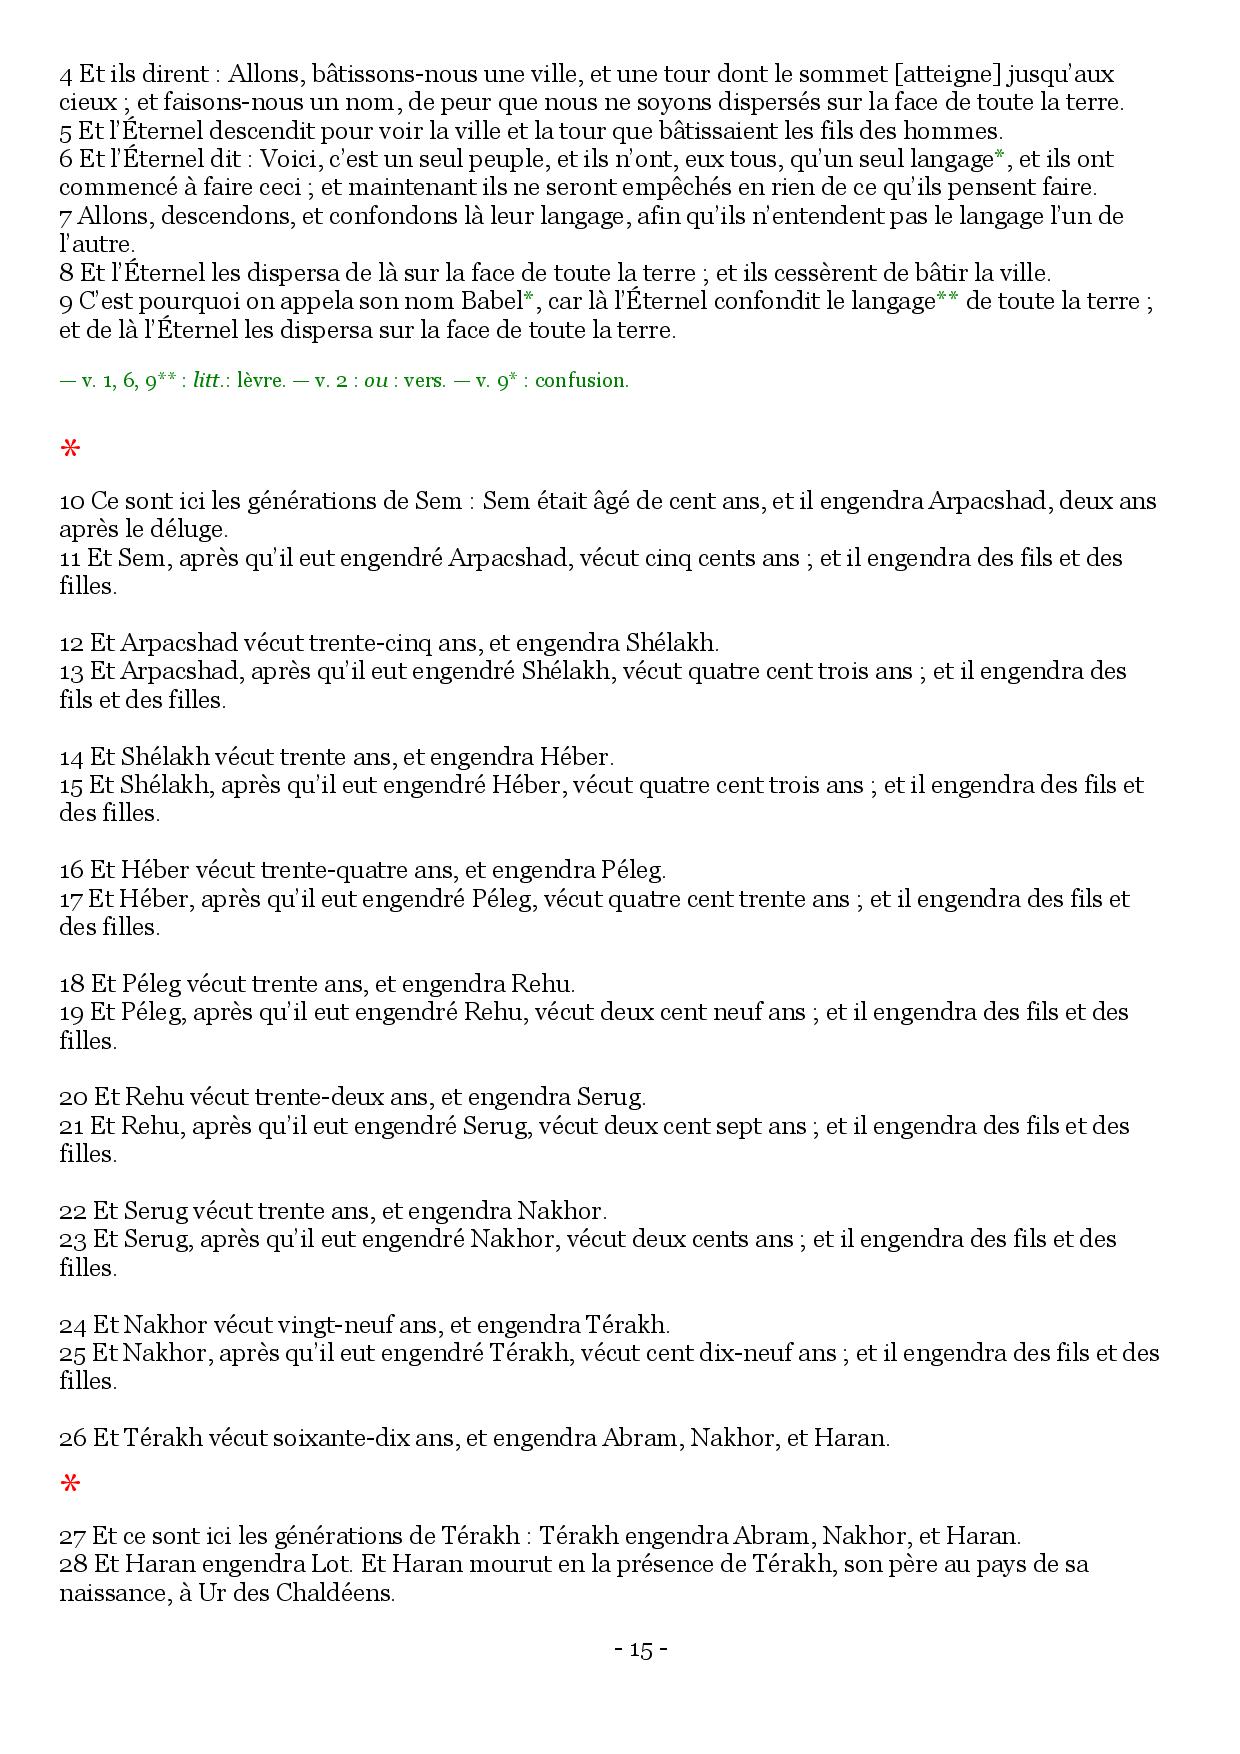 4 Et ils dirent : Allons, bâtissons-nous une ville, et une tour dont le sommet [atteigne] jusqu’aux
cieux ; et faisons-nous un nom, de peur que nous ne soyons dispersés sur la face de toute la terre.
5 Et l’Éternel descendit pour voir la ville et la tour que bâtissaient les fils des hommes.
6 Et l’Éternel dit : Voici, c’est un seul peuple, et ils n’ont, eux tous, qu’un seul langage*, et ils ont
commencé à faire ceci ; et maintenant ils ne seront empêchés en rien de ce qu’ils pensent faire.
7 Allons, descendons, et confondons là leur langage, afin qu’ils n’entendent pas le langage l’un de
l’autre.
8 Et l’Éternel les dispersa de là sur la face de toute la terre ; et ils cessèrent de bâtir la ville.
9 C’est pourquoi on appela son nom Babel*, car là l’Éternel confondit le langage** de toute la terre ;
et de là l’Éternel les dispersa sur la face de toute la terre.
— v. 1, 6, 9** : litt.: lèvre. — v. 2 : ou : vers. — v. 9* : confusion.
*
10 Ce sont ici les générations de Sem : Sem était âgé de cent ans, et il engendra Arpacshad, deux ans
après le déluge.
11 Et Sem, après qu’il eut engendré Arpacshad, vécut cinq cents ans ; et il engendra des fils et des
filles.
12 Et Arpacshad vécut trente-cinq ans, et engendra Shélakh.
13 Et Arpacshad, après qu’il eut engendré Shélakh, vécut quatre cent trois ans ; et il engendra des
fils et des filles.
14 Et Shélakh vécut trente ans, et engendra Héber.
15 Et Shélakh, après qu’il eut engendré Héber, vécut quatre cent trois ans ; et il engendra des fils et
des filles.
16 Et Héber vécut trente-quatre ans, et engendra Péleg.
17 Et Héber, après qu’il eut engendré Péleg, vécut quatre cent trente ans ; et il engendra des fils et
des filles.
18 Et Péleg vécut trente ans, et engendra Rehu.
19 Et Péleg, après qu’il eut engendré Rehu, vécut deux cent neuf ans ; et il engendra des fils et des
filles.
20 Et Rehu vécut trente-deux ans, et engendra Serug.
21 Et Rehu, après qu’il eut engendré Serug, vécut deux cent sept ans ; et il engendra des fils et des
filles.
22 Et Serug vécut trente ans, et engendra Nakhor.
23 Et Serug, après qu’il eut engendré Nakhor, vécut deux cents ans ; et il engendra des fils et des
filles.
24 Et Nakhor vécut vingt-neuf ans, et engendra Térakh.
25 Et Nakhor, après qu’il eut engendré Térakh, vécut cent dix-neuf ans ; et il engendra des fils et des
filles.
26 Et Térakh vécut soixante-dix ans, et engendra Abram, Nakhor, et Haran.
*
27 Et ce sont ici les générations de Térakh : Térakh engendra Abram, Nakhor, et Haran.
28 Et Haran engendra Lot. Et Haran mourut en la présence de Térakh, son père au pays de sa
naissance, à Ur des Chaldéens.
- 15 -